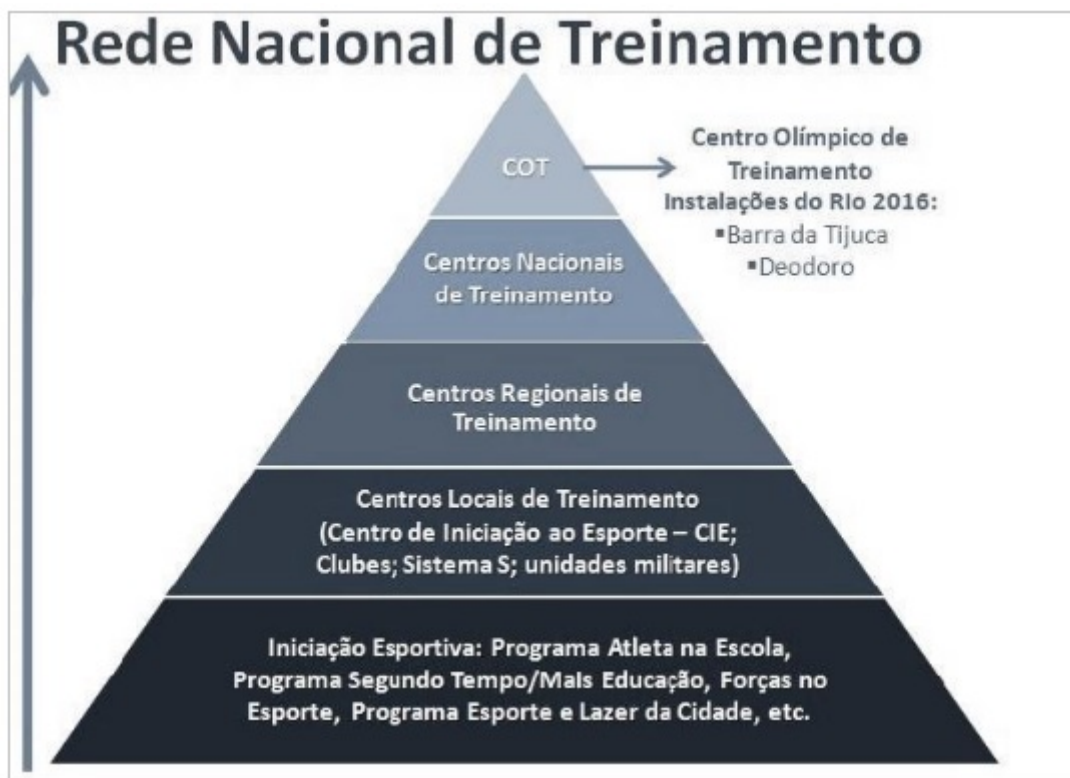 Rede Nacional de Treinamento
COT
Centro Olímpico de
Treinamento
Instalações do Rio 2016:
▪Barra da Tijuca
▪Deodoro
Centros Nacionais
de Treinamento
Centros Regionais de
Treinamento
Centros Locais de Treinamento
(Centro de Iniciação ao Esporte – CIE;
Clubes; Sistema S; unidades militares)
Iniciação Esportiva: Programa Atleta na Escola,
Programa Segundo Tempo/Mais Educação, Forças no
Esporte, Programa Esporte e Lazer da Cidade, etc.